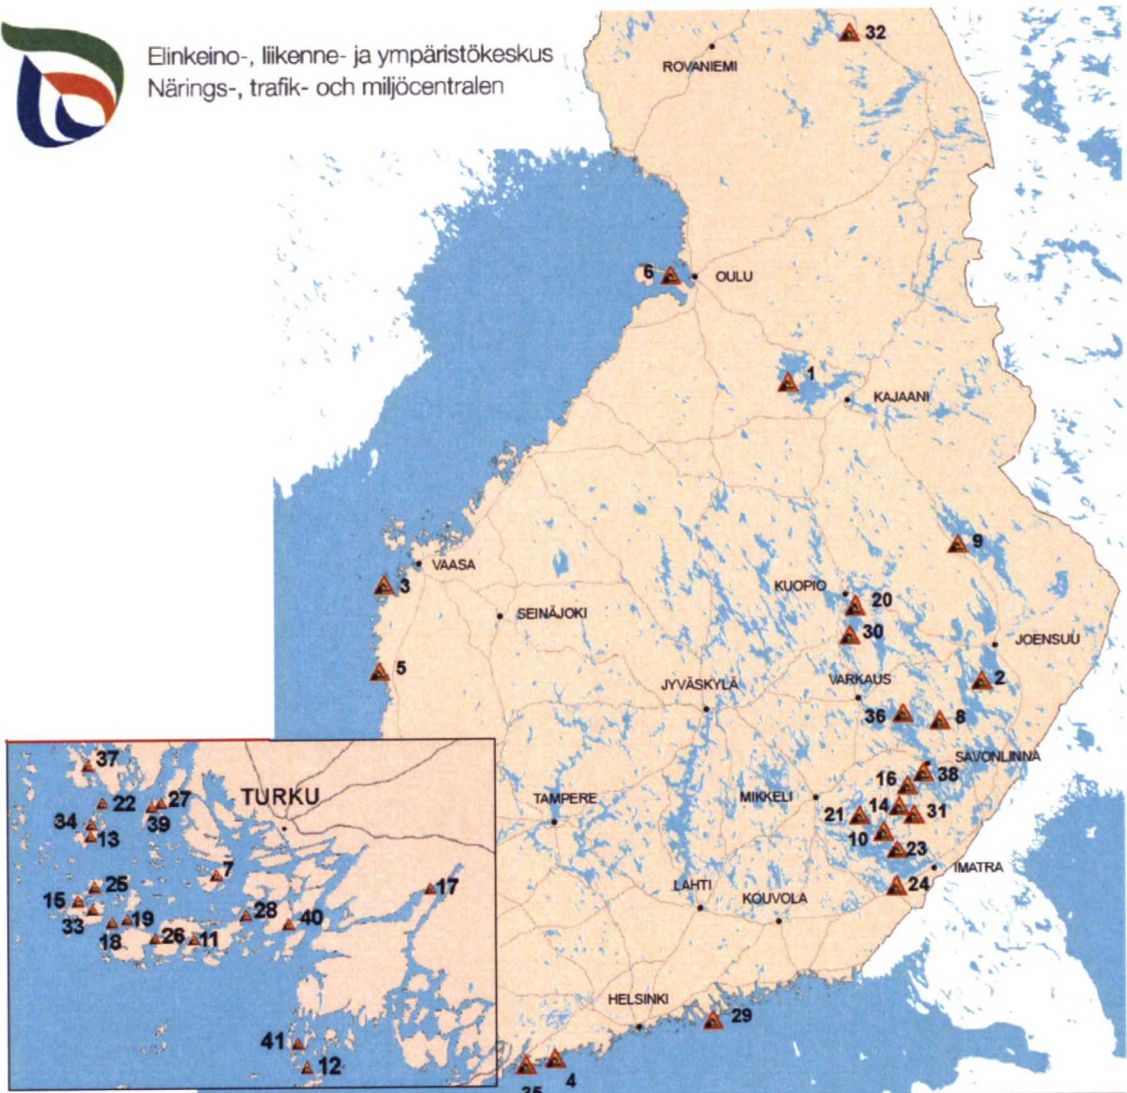 Elinkeino-, liikenne- ja ympäristökeskus
Närings-, trafik- och miljöcentralen
32
ROVANIEMI
6
OULU
1
KAJAANI
9
VAASA
3
KUOPIO
20
SEINÄJOKI
30
JOENSUU
5
JYVÄSKYLÄ
VARKAUS
2
36
8
SAVONLINNA
38
16
TAMPERE
MIKKELI
14
21
31
10
23
IMATRA
LAHTI
24
KOUVOLA
HELSINKI
29
4
35
37
TURKU
22
27
34
39
13
7
25
17
15
28
19
40
33
18
26
11
41
12